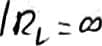 /R_L = ∞